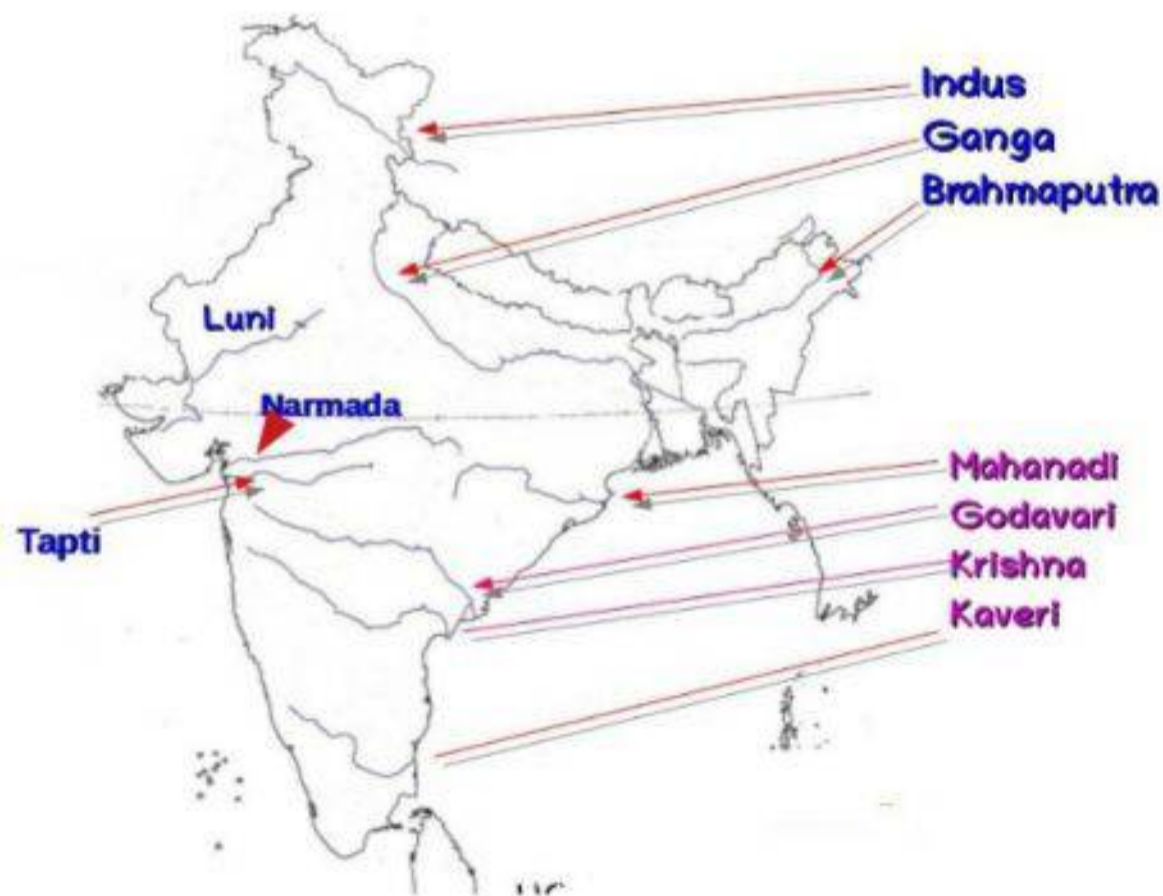 Indus
Ganga
Brahmaputra
Luni
Narmada
Mahanadi
Godavari
Tapti
Krishna
Kaveri